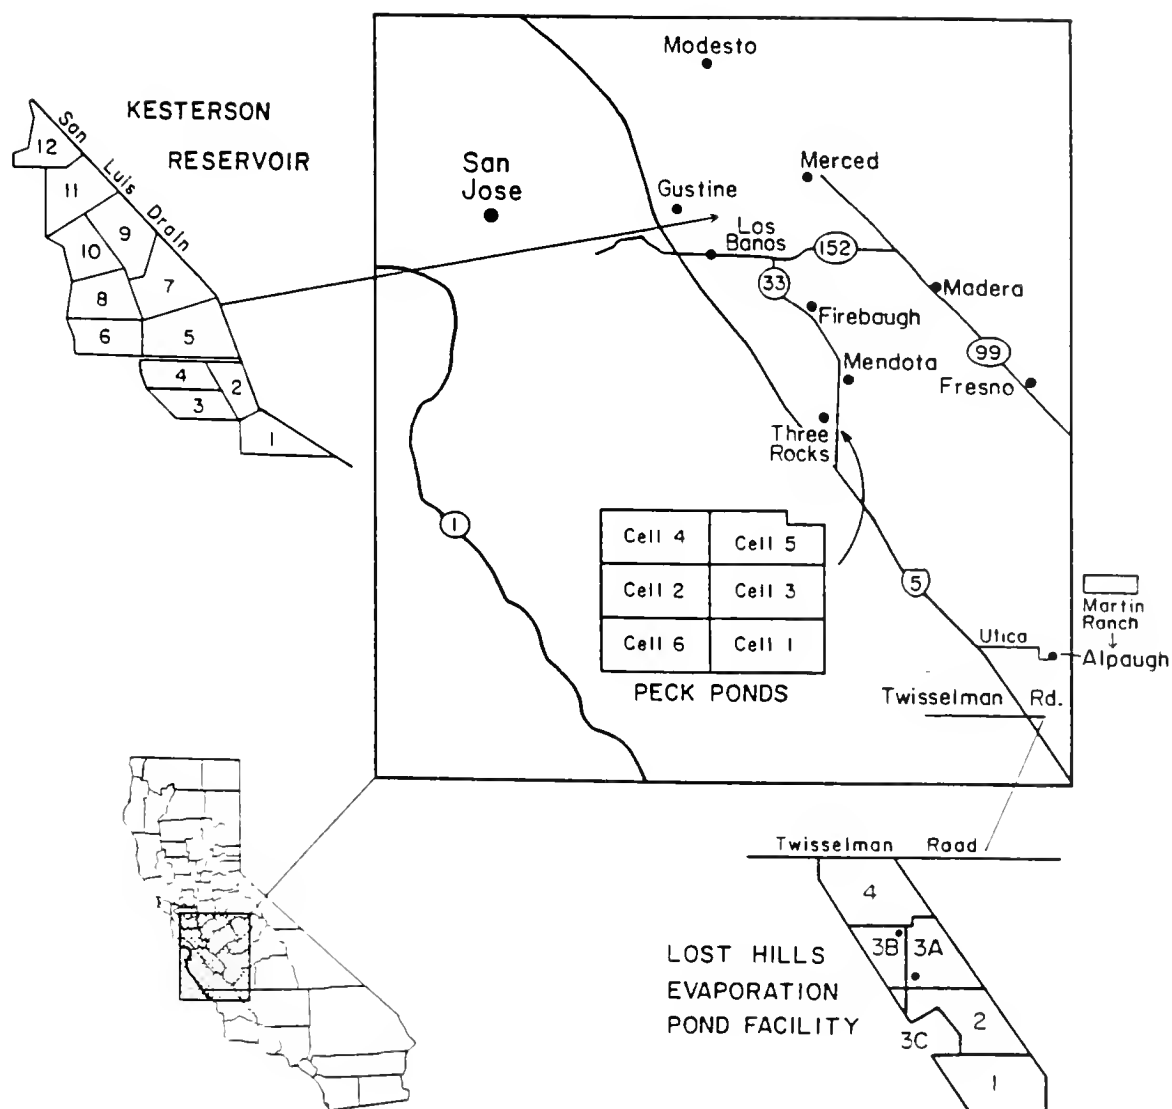 KESTERSON
RESERVOIR
San Luis Drain
12
11
10
9
8
7
6
5
4
3
2
1
Modesto
San
Jose
Gustine
Merced
Los
Banos
152
33
Firebaugh
Madera
99
Mendota
Fresno
Three
Rocks
1
5
Cell 4
Cell 5
Cell 2
Cell 3
Cell 6
Cell 1
PECK PONDS
Utica
Martin
Ranch
Alpaugh
Twisselman Rd.
Twisselman Road
LOST HILLS
EVAPORATION
POND FACILITY
4
3B
3A
3C
2
1